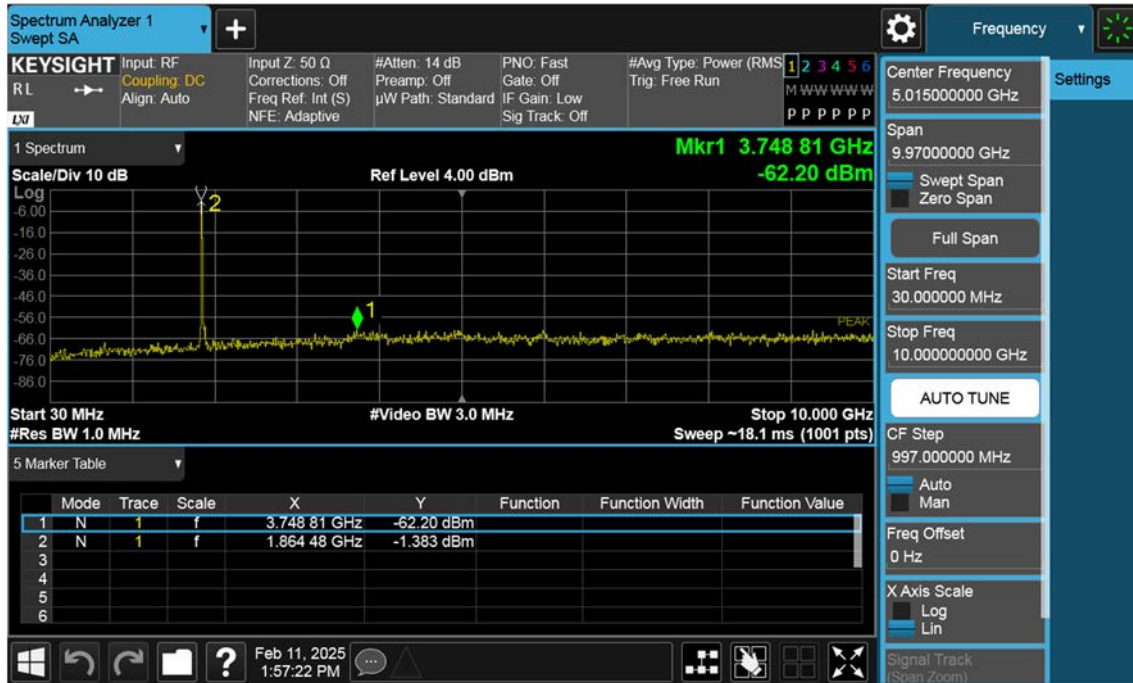 Spectrum Analyzer 1
Swept SA
Frequency
KEYSIGHT
RL
LXI
Input: RF
Coupling: DC
Align: Auto
Input Z: 50 Ω
Corrections: Off
Freq Ref: Int (S)
NFE: Adaptive
#Atten: 14 dB
Preamp: Off
µW Path: Standard
PNO: Fast
Gate: Off
IF Gain: Low
Sig Track: Off
#Avg Type: Power (RMS
Trig: Free Run
1 2 3 4 5 6
M W W W W W
P P P P P P
1 Spectrum
Scale/Div 10 dB
Ref Level 4.00 dBm
Mkr1 3.748 81 GHz
-62.20 dBm
Log
-6.00
-16.0
-26.0
-36.0
-46.0
-56.0
-66.0
-76.0
-86.0
2
1
PEAK
Start 30 MHz
#Video BW 3.0 MHz
Stop 10.000 GHz
#Res BW 1.0 MHz
Sweep ~18.1 ms (1001 pts)
5 Marker Table
Mode Trace Scale X Y Function Function Width Function Value
1 N 1 f 3.748 81 GHz -62.20 dBm
2 N 1 f 1.864 48 GHz -1.383 dBm
3
4
5
6
Feb 11, 2025
1:57:22 PM
Center Frequency
5.015000000 GHz
Settings
Span
9.97000000 GHz
Swept Span
Zero Span
Full Span
Start Freq
30.000000 MHz
Stop Freq
10.000000000 GHz
AUTO TUNE
CF Step
997.000000 MHz
Auto
Man
Freq Offset
0 Hz
X Axis Scale
Log
Lin
Signal Track
(Span Zoom)